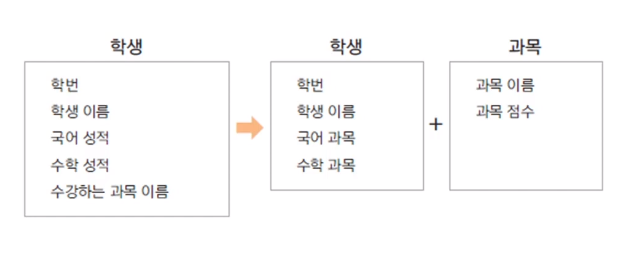 학생
학번
학생 이름
국어 성적
수학 성적
수강하는 과목 이름
학생
학번
학생 이름
국어 과목
수학 과목
+
과목
과목 이름
과목 점수